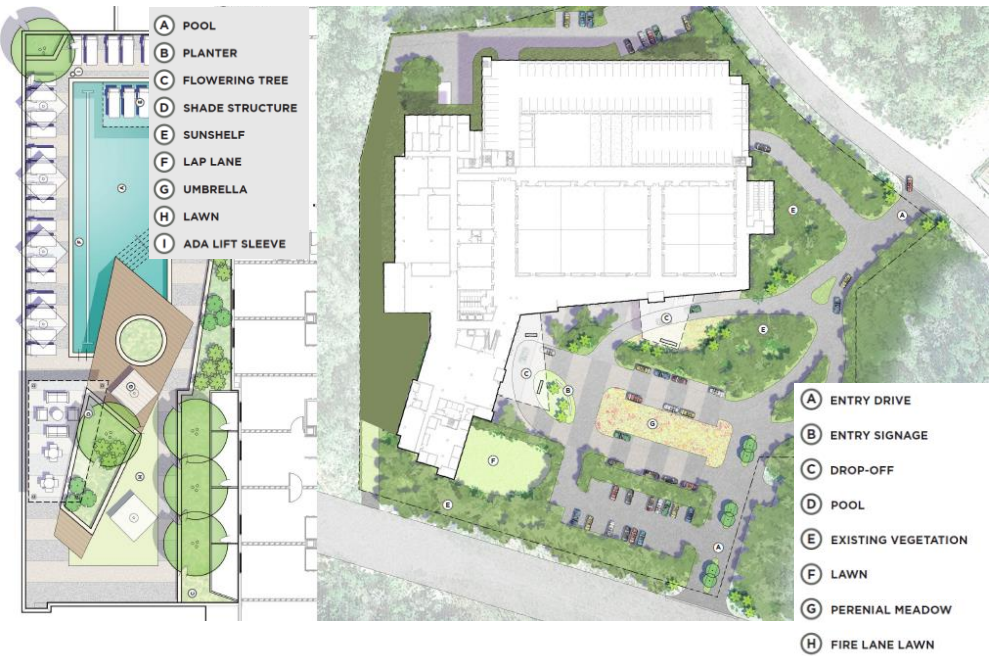 A POOL
B PLANTER
C FLOWERING TREE
D SHADE STRUCTURE
E SUNSHELF
F LAP LANE
G UMBRELLA
H LAWN
I ADA LIFT SLEEVE
A
E
C
E
C
B
G
F
E
A
A ENTRY DRIVE
B ENTRY SIGNAGE
C DROP-OFF
D POOL
E EXISTING VEGETATION
F LAWN
G PERENIAL MEADOW
H FIRE LANE LAWN